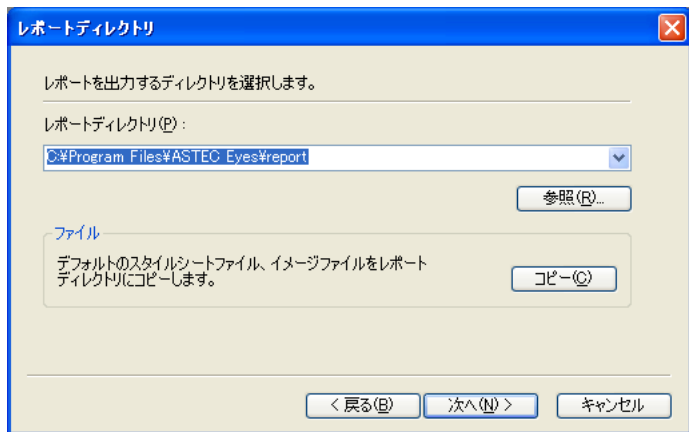 レポートディレクトリ
レポートを出力するディレクトリを選択します。
レポートディレクトリ(P):
C:¥Program Files¥ASTEC Eyes¥report
参照(R)...
ファイル
デフォルトのスタイルシートファイル、イメージファイルをレポート
ディレクトリにコピーします。
コピー(C)
< 戻る(B)
次へ(N) >
キャンセル